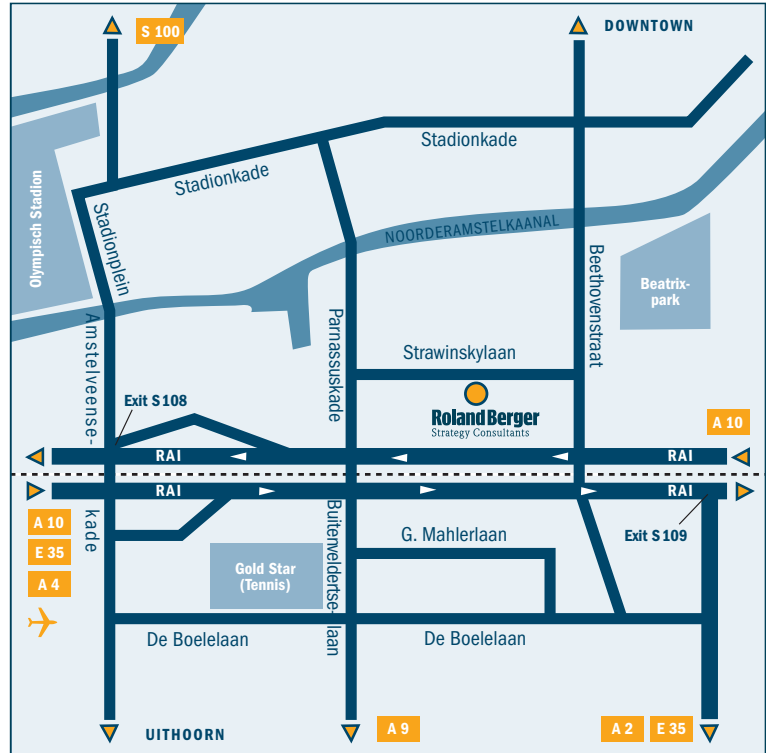 S 100
DOWNTOWN
Stadionkade
Stadionkade
Olympisch Stadion
Stadionplein
NOORDERAMSTELKAANAL
Beethovenstraat
Beatrix-
park
Amstelveense-
kade
Parnassuskade
Strawinskylaan
Exit S 108
Roland Berger
Strategy Consultants
A 10
RAI
RAI
RAI
RAI
A 10
E 35
A 4
Buitenveldertse-
laan
G. Mahlerlaan
Exit S 109
Gold Star
(Tennis)
De Boelelaan
De Boelelaan
UITHOORN
A 9
A 2
E 35